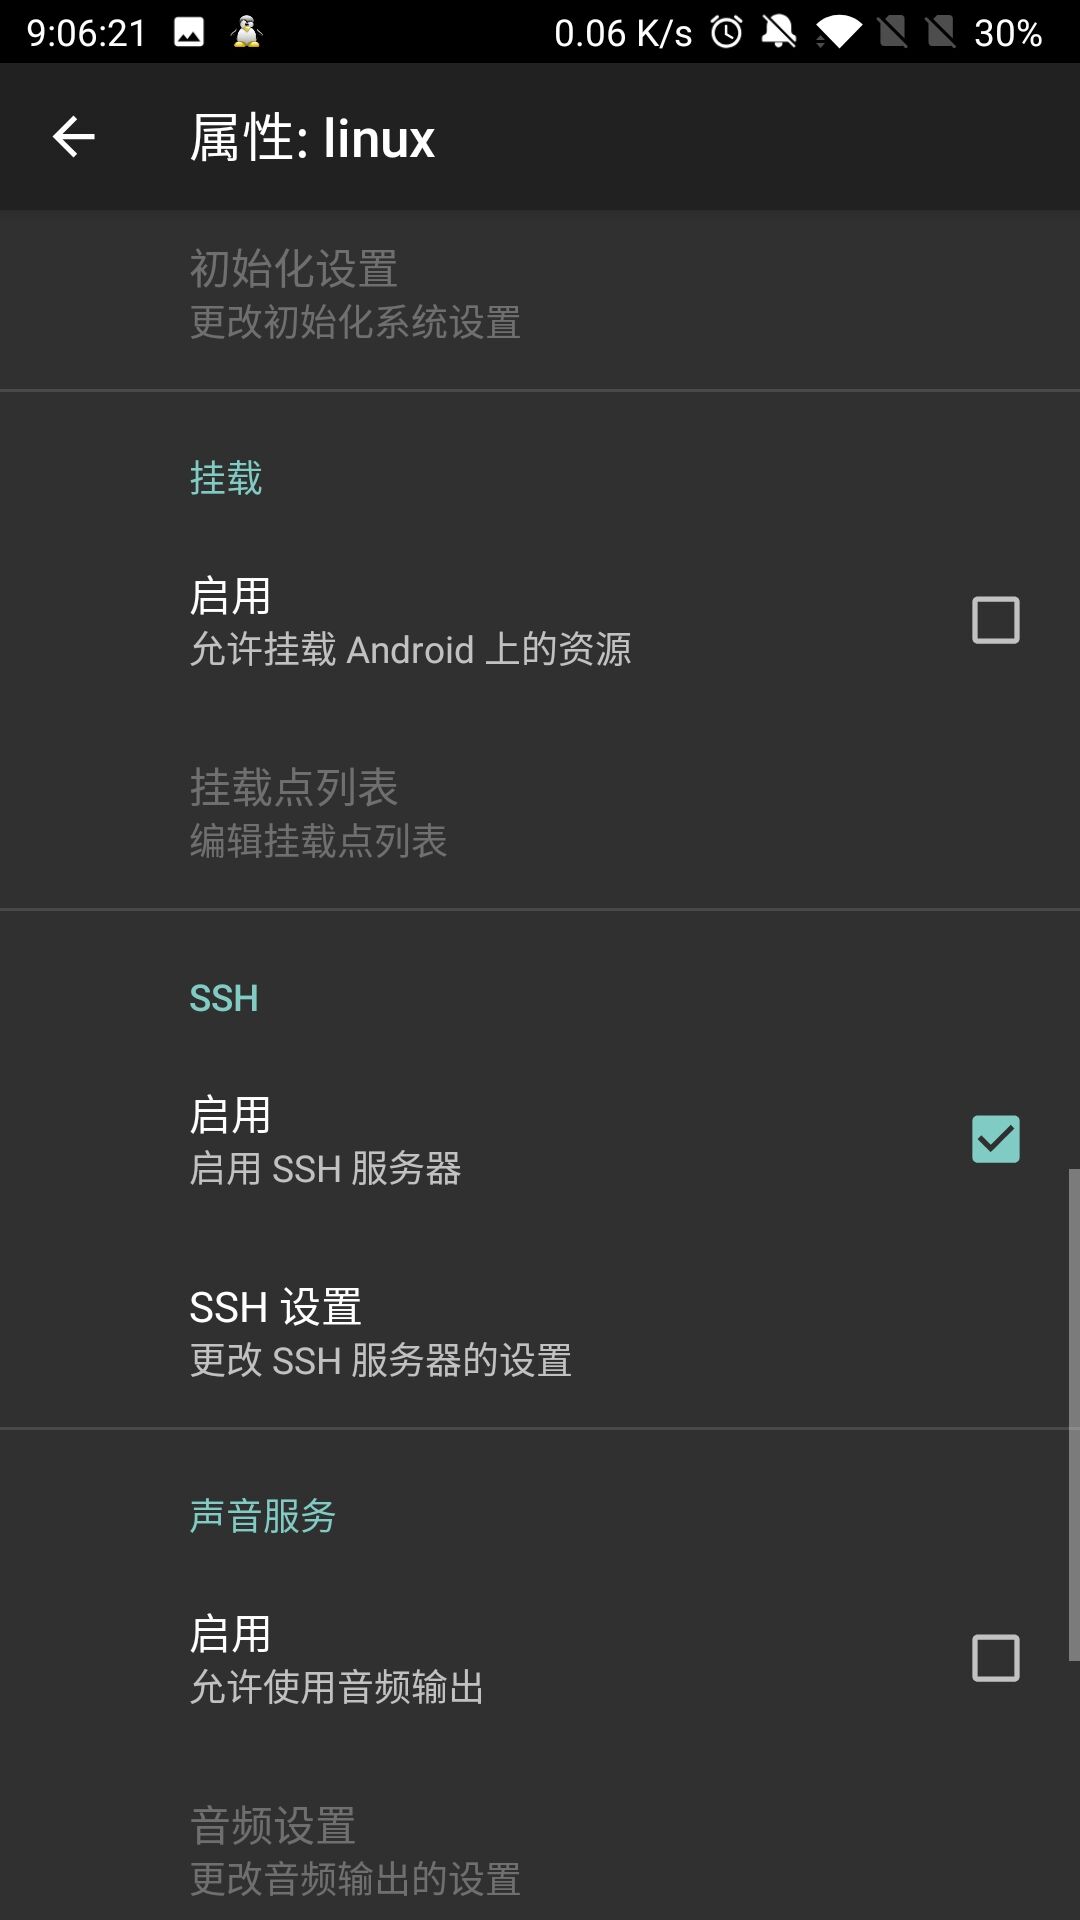 9:06:21 0.06 K/s 30%
属性: linux
初始化设置
更改初始化系统设置
挂载
启用
允许挂载 Android 上的资源
挂载点列表
编辑挂载点列表
SSH
启用
启用 SSH 服务器
SSH 设置
更改 SSH 服务器的设置
声音服务
启用
允许使用音频输出
音频设置
更改音频输出的设置